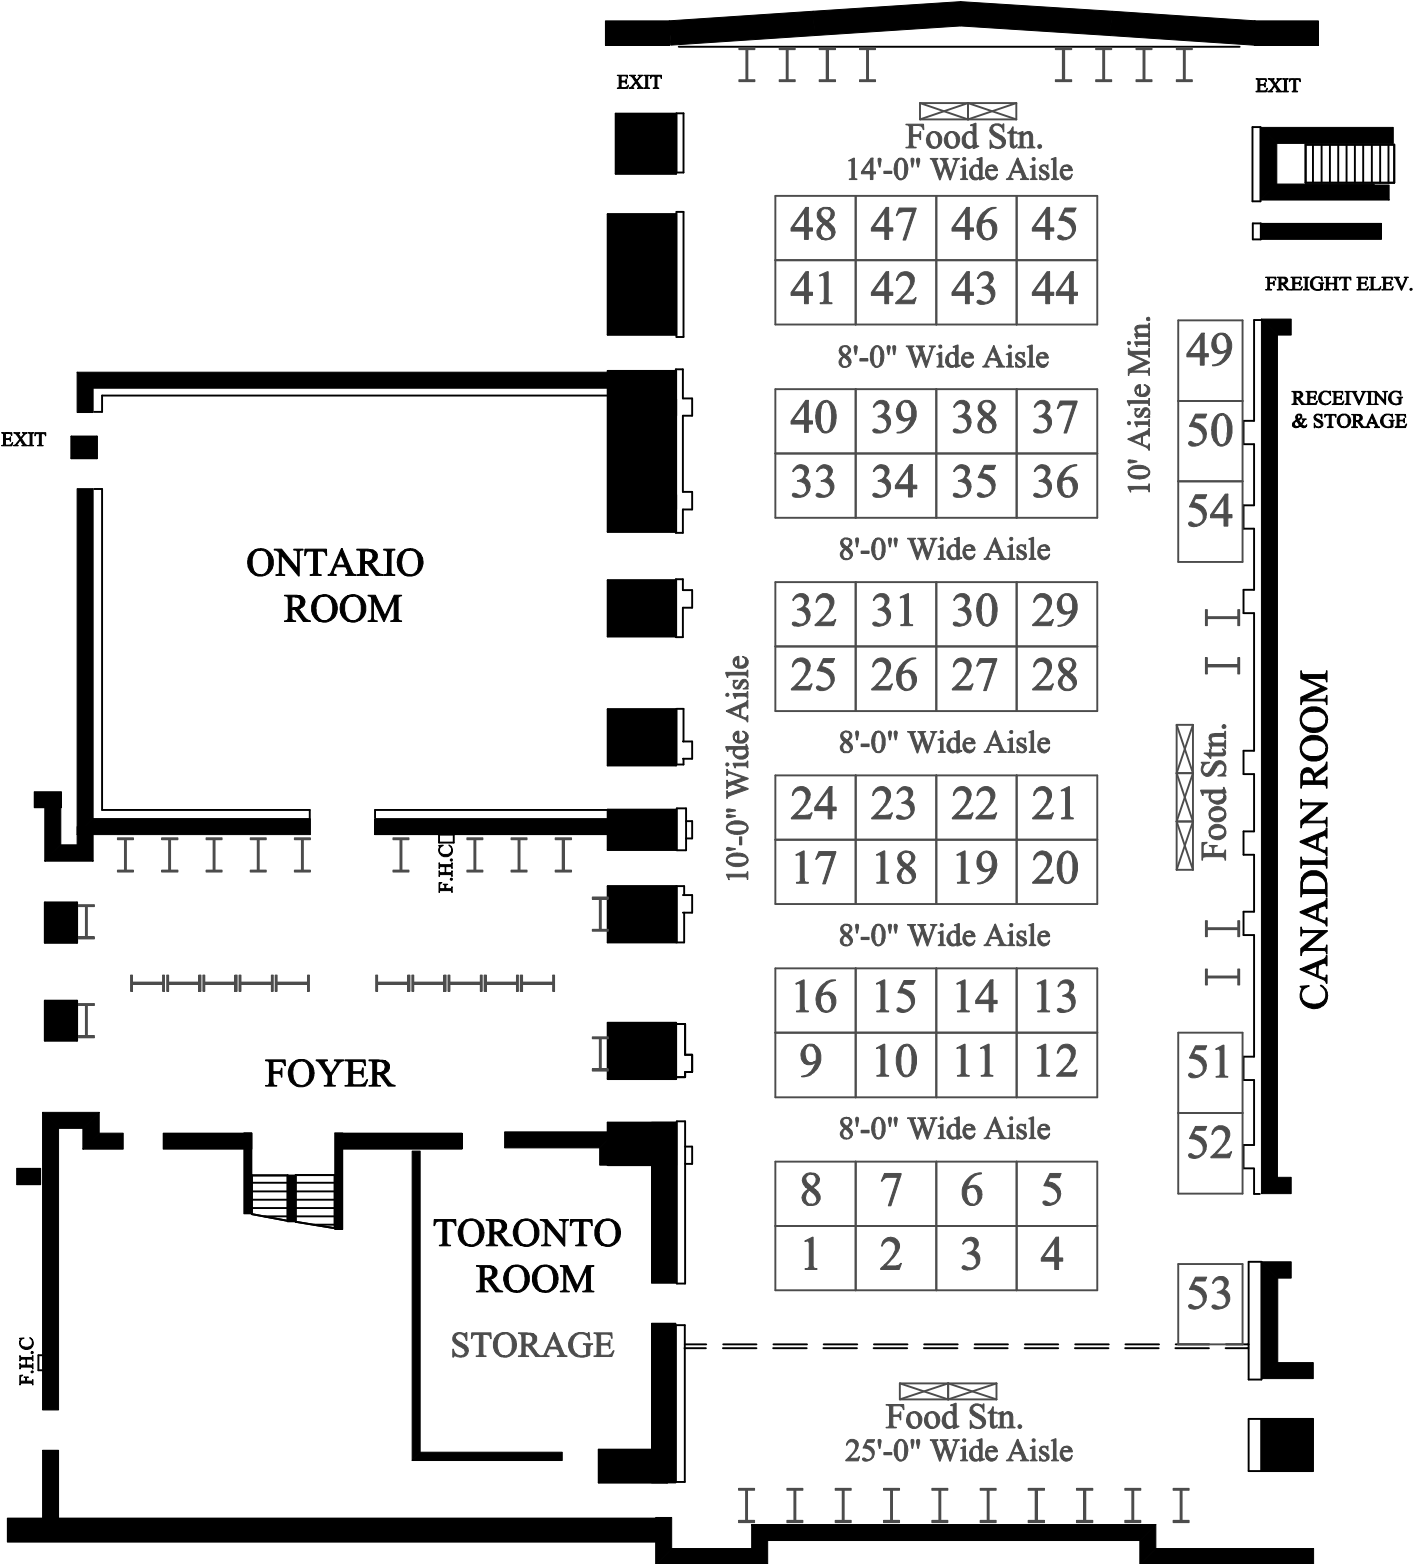 EXIT
EXIT
Food Stn.
14'-0" Wide Aisle
48 47 46 45
41 42 43 44
FREIGHT ELEV.
8'-0" Wide Aisle
10' Aisle Min.
49
50
54
RECEIVING
& STORAGE
40 39 38 37
33 34 35 36
EXIT
ONTARIO
ROOM
8'-0" Wide Aisle
32 31 30 29
25 26 27 28
10'-0" Wide Aisle
8'-0" Wide Aisle
Food Stn.
CANADIAN ROOM
24 23 22 21
17 18 19 20
F.H.C
8'-0" Wide Aisle
16 15 14 13
9 10 11 12
FOYER
51
52
8'-0" Wide Aisle
8 7 6 5
1 2 3 4
TORONTO
ROOM
STORAGE
53
F.H.C
Food Stn.
25'-0" Wide Aisle